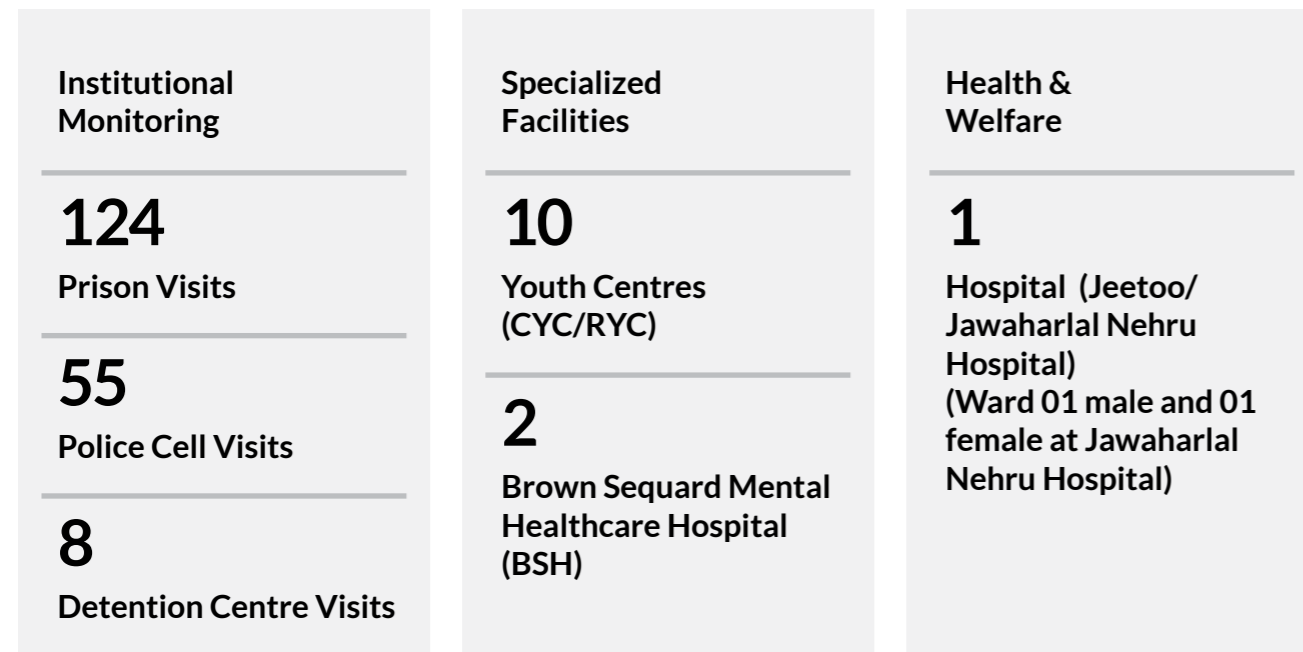 Institutional
Monitoring
124
Prison Visits
55
Police Cell Visits
8
Detention Centre Visits
Specialized
Facilities
10
Youth Centres
(CYC/RYC)
2
Brown Sequard Mental
Healthcare Hospital
(BSH)
Health &
Welfare
1
Hospital  (Jeetoo/
Jawaharlal Nehru
Hospital)
(Ward 01 male and 01
female at Jawaharlal
Nehru Hospital)